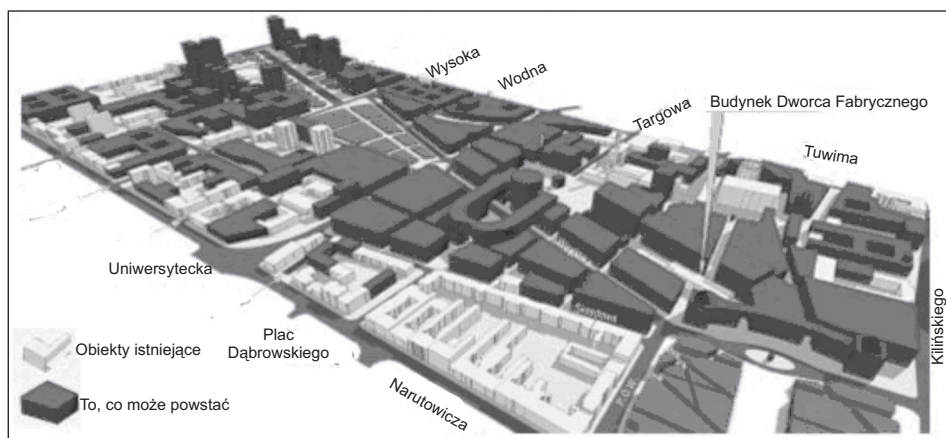 Wysoka
Wodna
Targowa
Budynek Dworca Fabrycznego
Tuwima
Uniwersytecka
Plac
Dąbrowskiego
Narutowicza
Kilińskiego
Obiekty istniejące
To, co może powstać